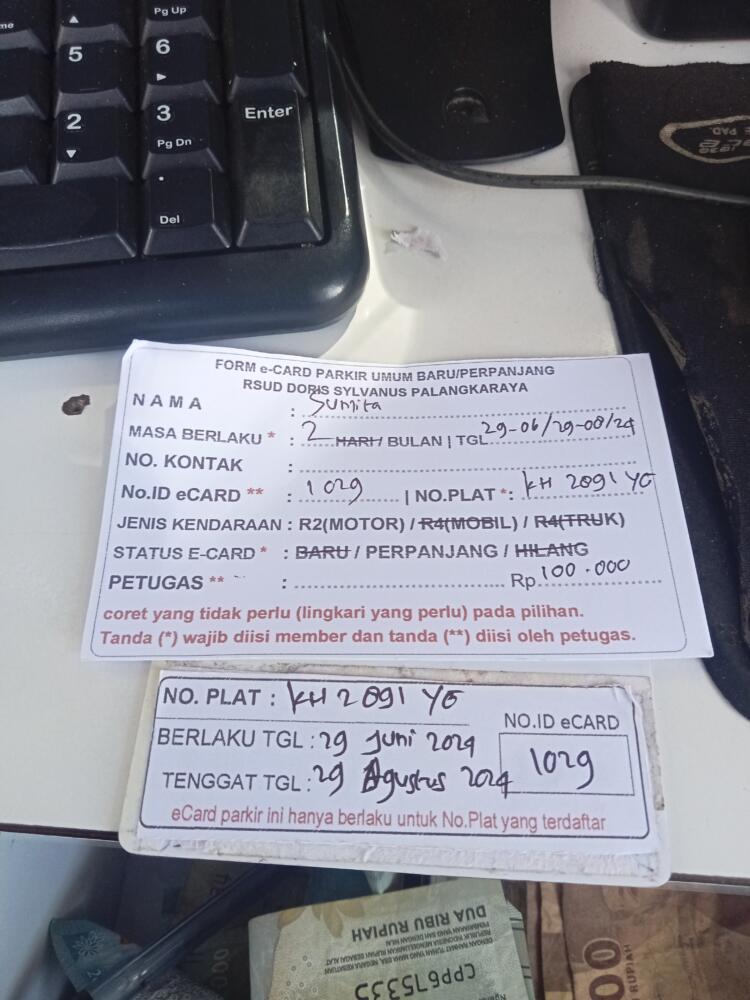 Pg Up
5
6
2
3
Enter
Pg Dn
.
Del
FORM e-CARD PARKIR UMUM BARU/PERPANJANG
RSUD DORIS SYLVANUS PALANGKARAYA
NAMA : Sumita
MASA BERLAKU * : 2 HARI/ BULAN | TGL 29-06/29-08/24
NO. KONTAK :
No.ID eCARD ** : 1029 | NO.PLAT *: KH 2091 YG
JENIS KENDARAAN : R2(MOTOR) / R4(MOBIL) / R4(TRUK)
STATUS E-CARD * : BARU / PERPANJANG / HILANG
PETUGAS ** : Rp 100.000
coret yang tidak perlu (lingkari yang perlu) pada pilihan.
Tanda (*) wajib diisi member dan tanda (**) diisi oleh petugas.
NO. PLAT : KH 2091 YG
NO.ID eCARD
BERLAKU TGL : 29 Juni 2024
1029
TENGGAT TGL : 29 Agustus 2024
eCard parkir ini hanya berlaku untuk No.Plat yang terdaftar
DUA RIBU RUPIAH
CPP675335
RUPIAH